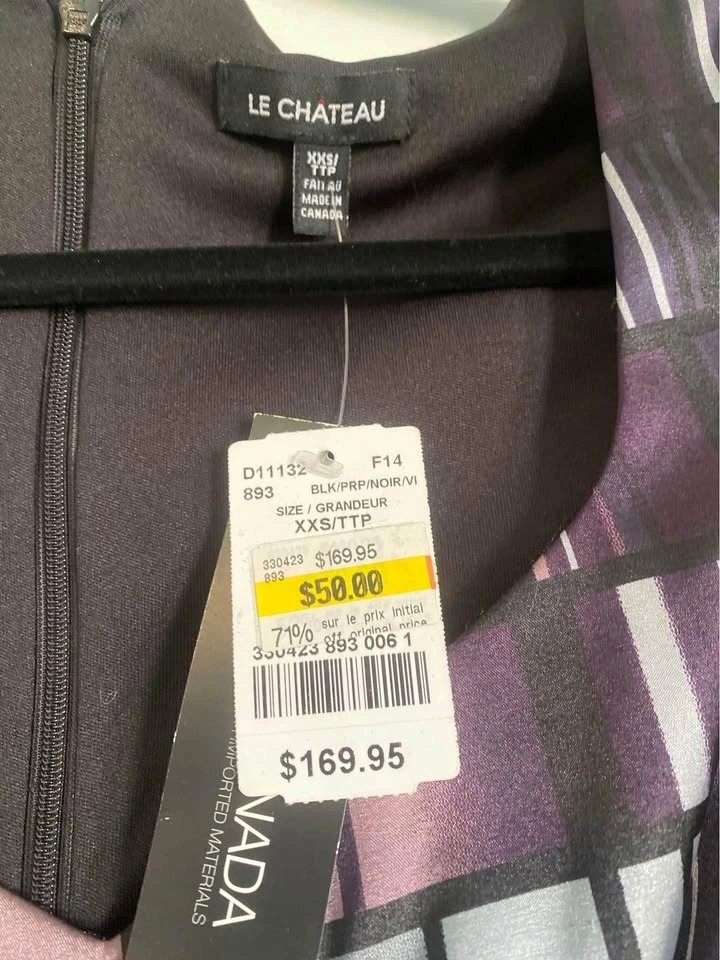 LE CHÂTEAU
XXS/
TTP
FAIT AU
MADE IN
CANADA
D11132 F14
893 BLK/PRP/NOIR/VI
SIZE / GRANDEUR
XXS/TTP
330423 $169.95
893
$50.00
71% sur le prix initial
off original price
330423 893 006 1
$169.95
NADA
IMPORTED MATERIALS